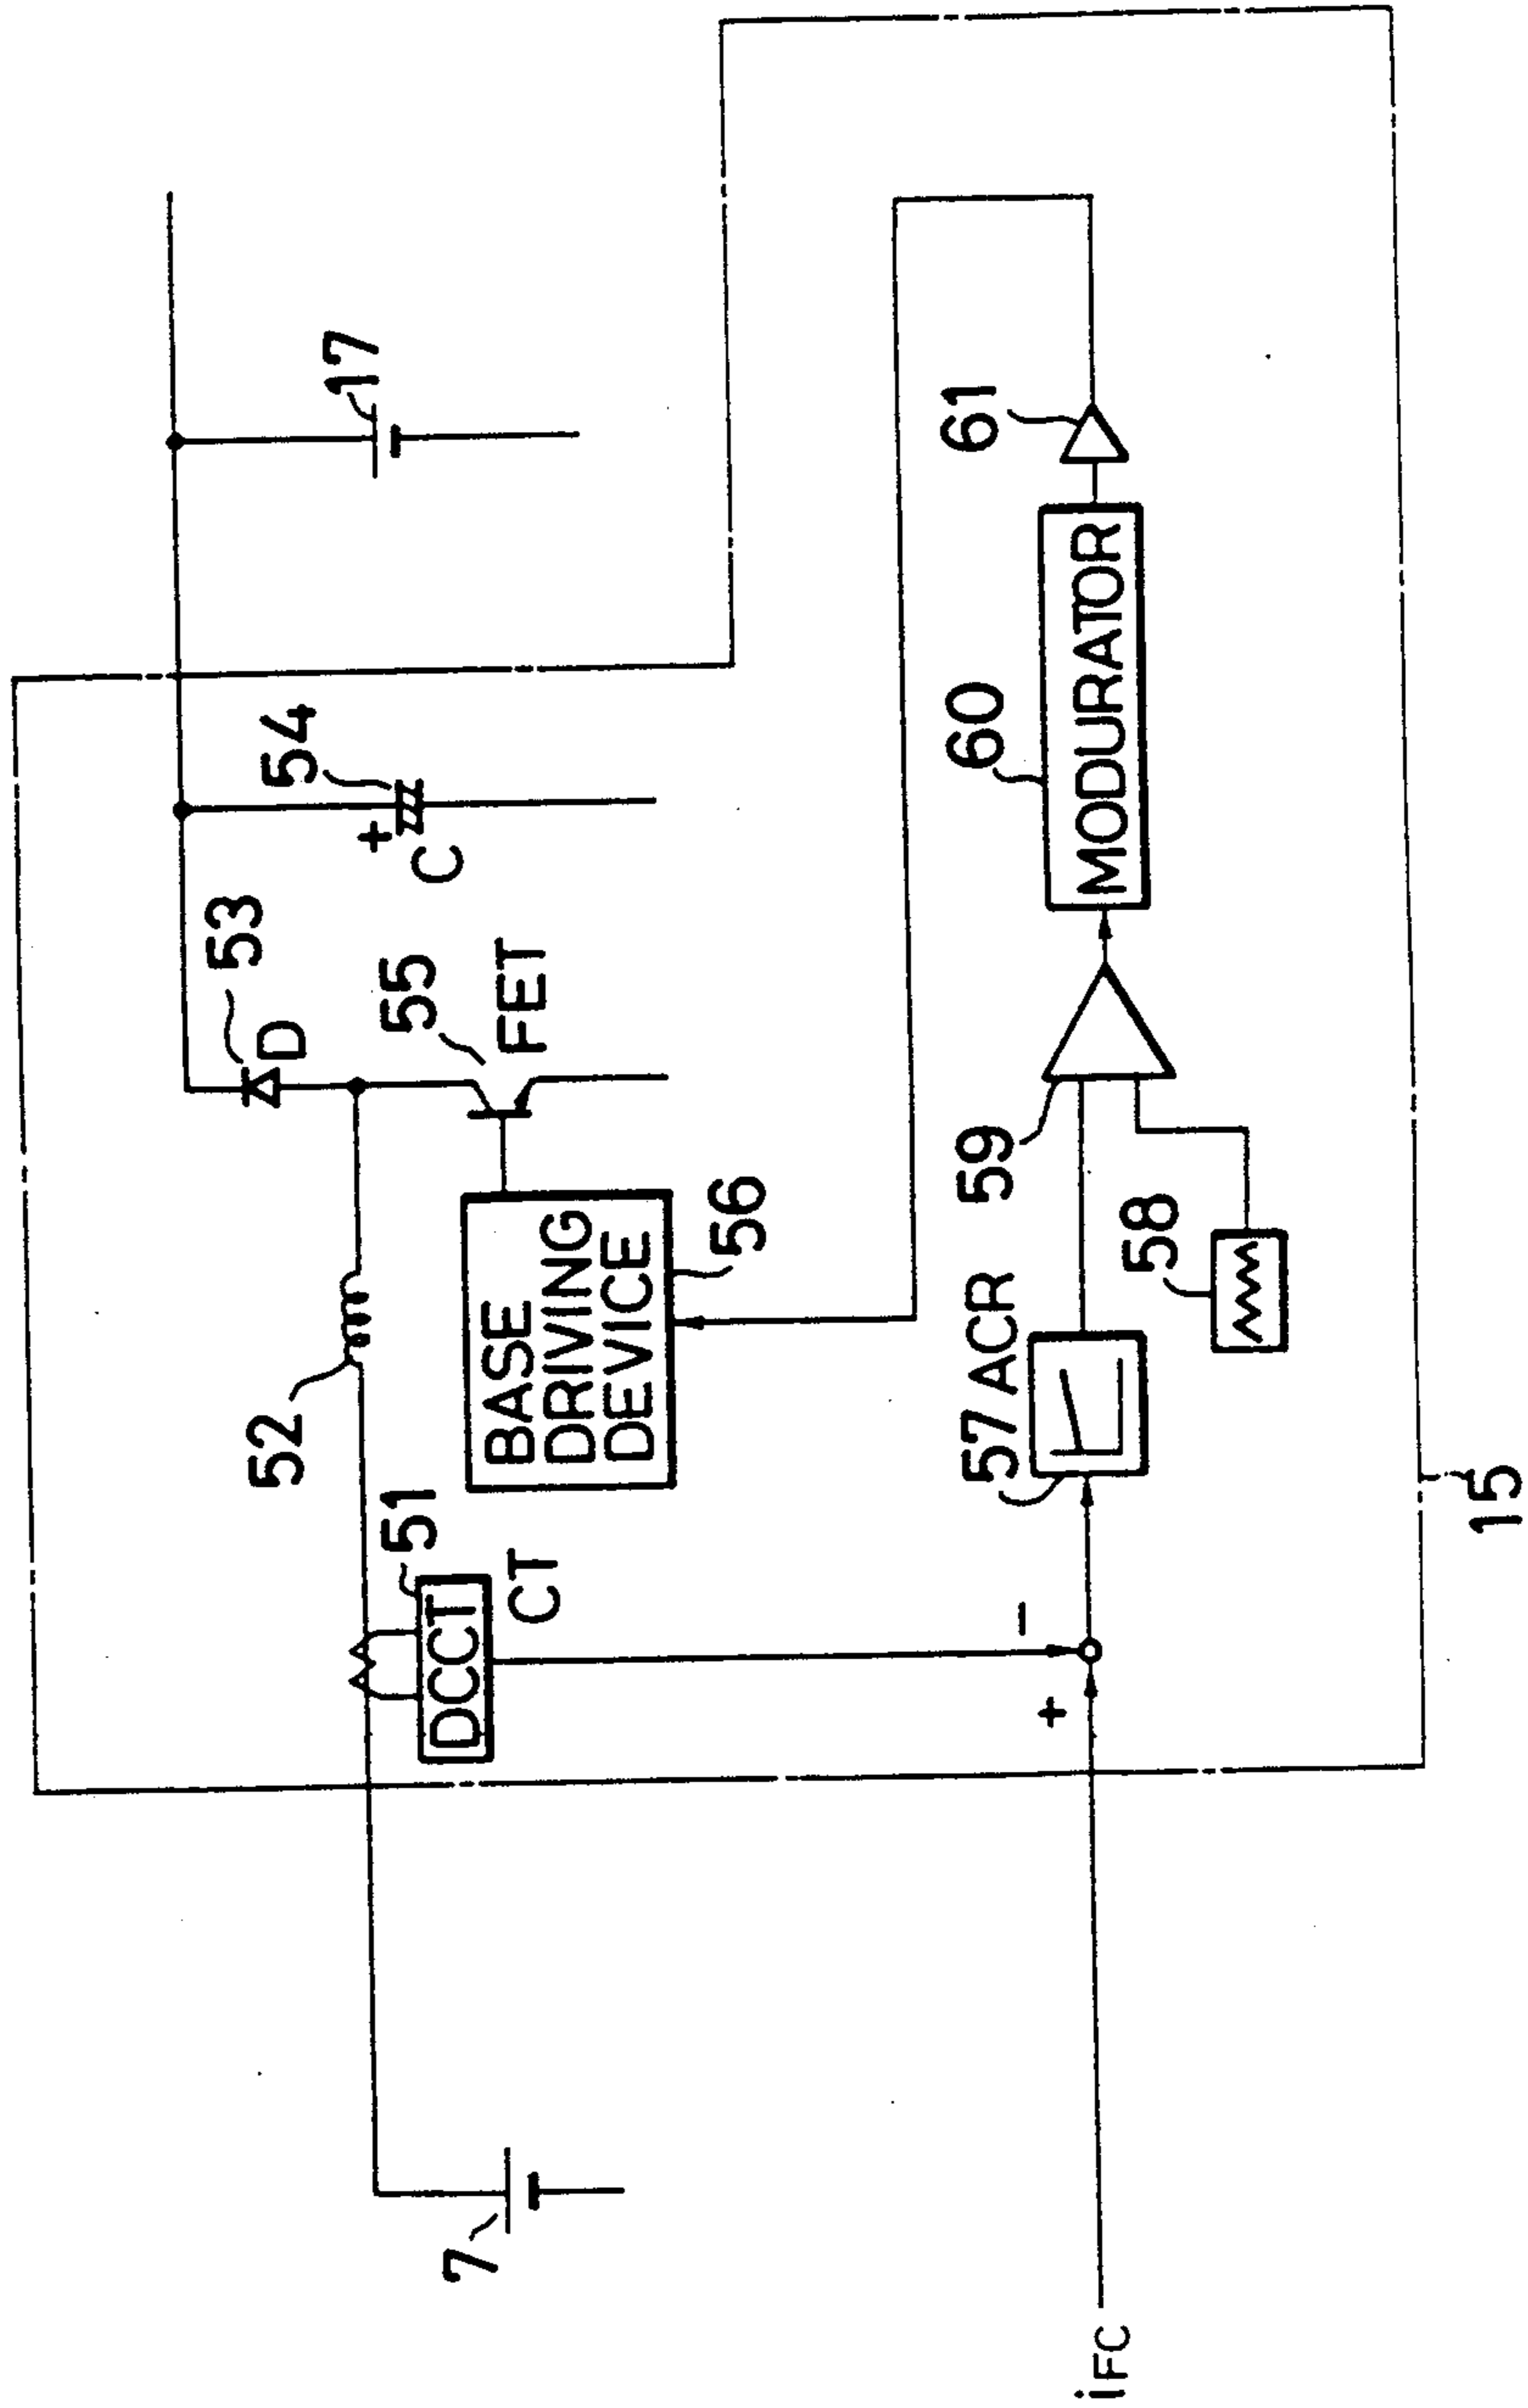 53
D
54
+
C
17
52
55
FET
51
DCCT
CT
BASE
DRIVING
DEVICE
56
7
57 ACR
59
60
61
MODURATOR
58
+
-
iFC
15